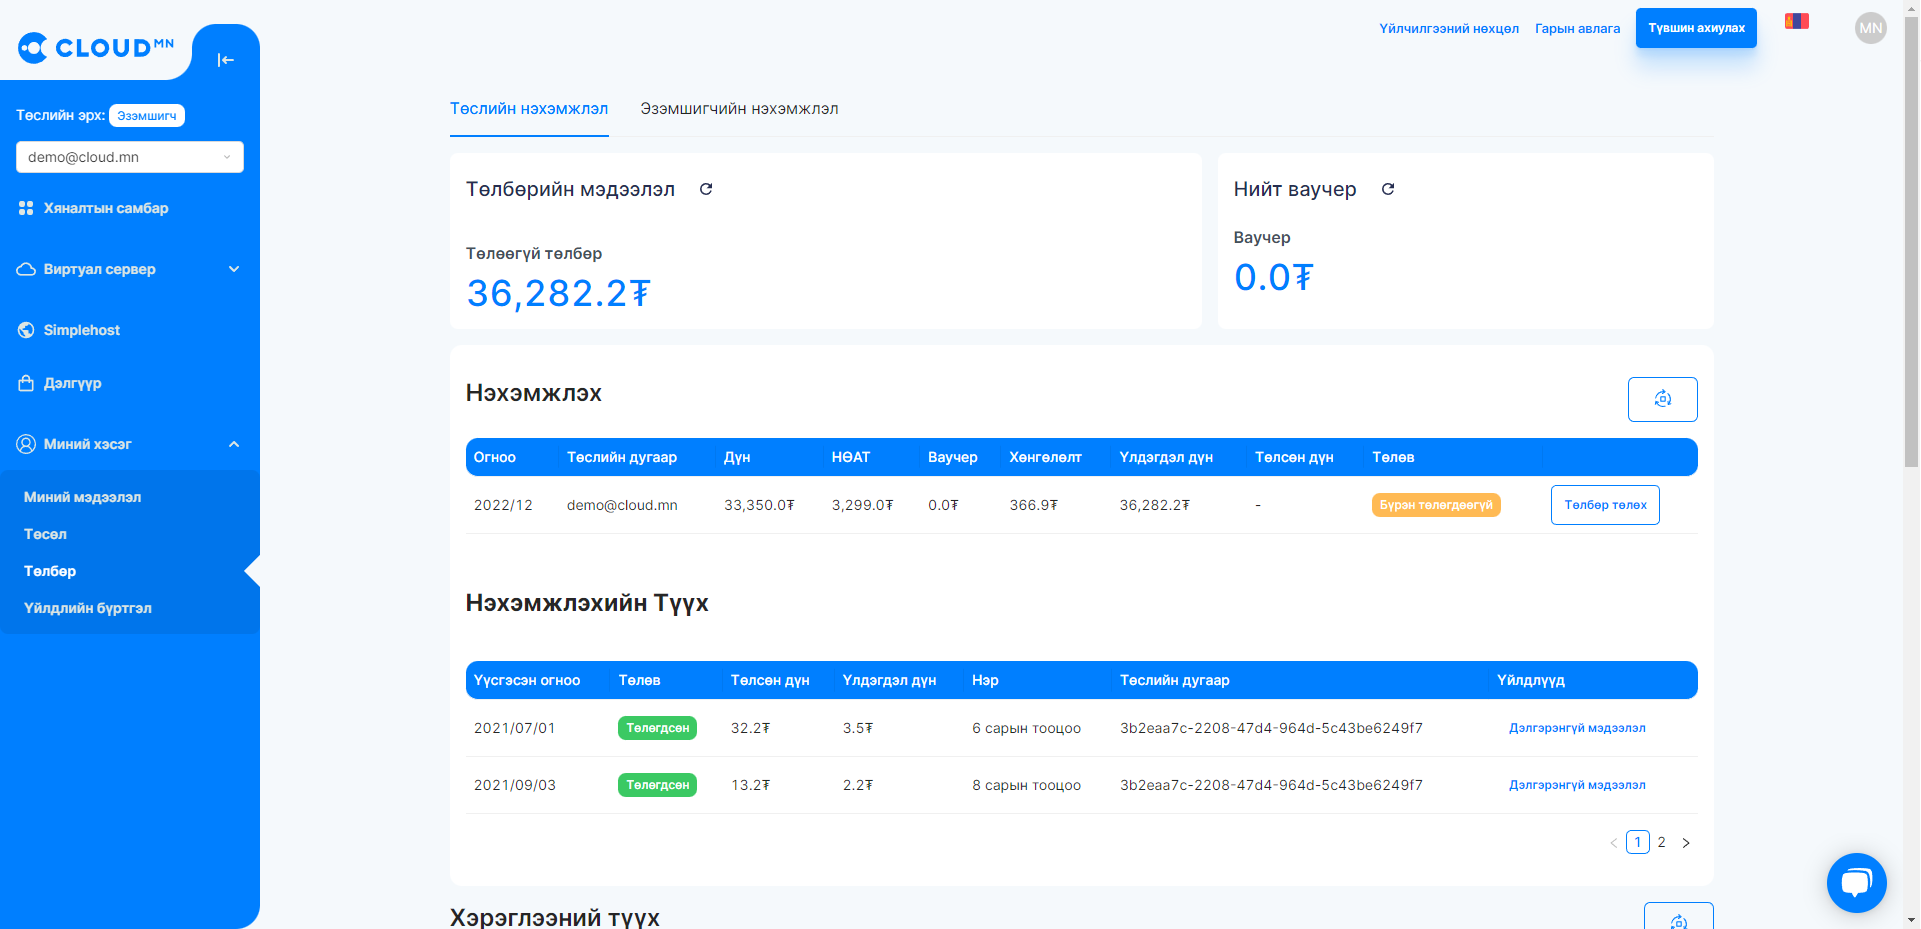 CLOUD MN
Төслийн эрх: Эзэмшигч
demo@cloud.mn
Хяналтын самбар
Виртуал сервер
Simplehost
Дэлгүүр
Миний хэсэг
Миний мэдээлэл
Төсөл
Төлбөр
Үйлдлийн бүртгэл
Үйлчилгээний нөхцөл Гарын авлага Түвшин ахиулах MN
Төслийн нэхэмжлэл Эзэмшигчийн нэхэмжлэл
Төлбөрийн мэдээлэл
Төлөөгүй төлбөр
36,282.2₮
Нийт ваучер
Ваучер
0.0₮
Нэхэмжлэх
Огноо Төслийн дугаар Дүн НӨАТ Ваучер Хөнгөлөлт Үлдэгдэл дүн Төлсөн дүн Төлөв
2022/12 demo@cloud.mn 33,350.0₮ 3,299.0₮ 0.0₮ 366.9₮ 36,282.2₮ - Бүрэн төлөгдөөгүй Төлбөр төлөх
Нэхэмжлэхийн Түүх
Үүсгэсэн огноо Төлөв Төлсөн дүн Үлдэгдэл дүн Нэр Төслийн дугаар Үйлдлүүд
2021/07/01 Төлөгдсөн 32.2₮ 3.5₮ 6 сарын тооцоо 3b2eaa7c-2208-47d4-964d-5c43be6249f7 Дэлгэрэнгүй мэдээлэл
2021/09/03 Төлөгдсөн 13.2₮ 2.2₮ 8 сарын тооцоо 3b2eaa7c-2208-47d4-964d-5c43be6249f7 Дэлгэрэнгүй мэдээлэл
< 1 2 >
Хэрэглээний түүх